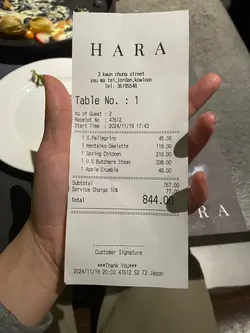 HARA
3 kwun chung street
yau ma tei,jordan,kowloon
Tel: 36195548
Table No. : 1
No of Guest : 2
Receipt No : 47612
Start Time : 2024/11/19 17:43
1 S.Pellegrino 45.00
1 Mentaiko Omelette 118.00
1 Spring Chicken 218.00
1 U.S Butchers Steak 338.00
1 Apple Crumble 48.00
Subtotal 767.00
Service Charge 10% 77.00
Total 844.00
Customer Signature
***Thank You***
2024/11/19 20:03 47612 S2 T2 Jason
RA